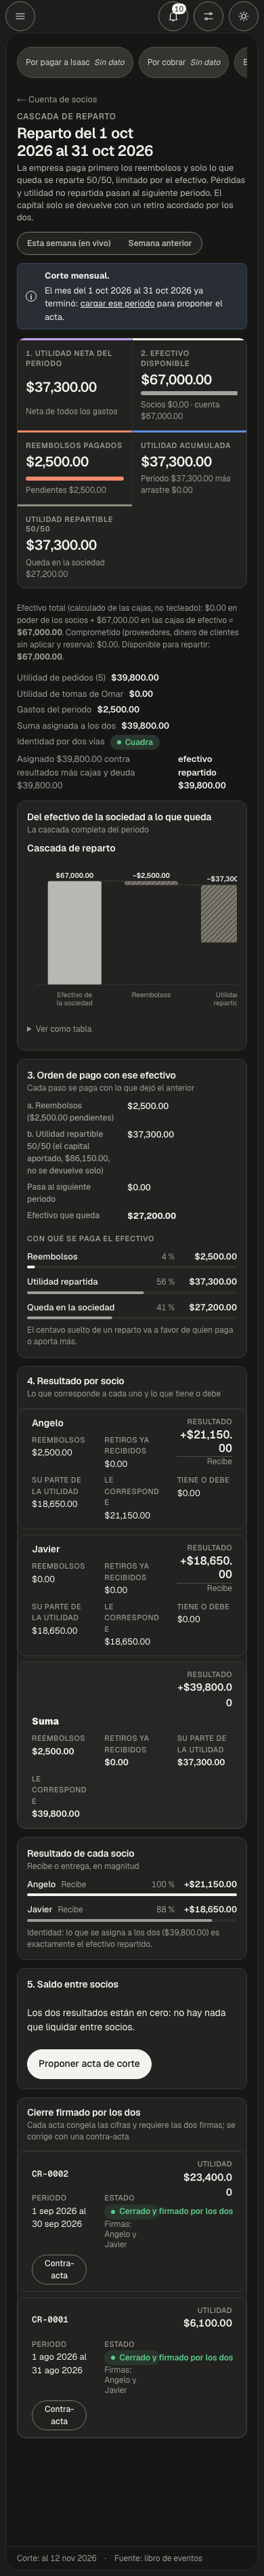 10
Por pagar a Isaac Sin dato
Por cobrar Sin dato
← Cuenta de socios
CASCADA DE REPARTO
Reparto del 1 oct
2026 al 31 oct 2026
La empresa paga primero los reembolsos y solo lo que
queda se reparte 50/50, limitado por el efectivo. Pérdidas
y utilidad no repartida pasan al siguiente periodo. El
capital solo se devuelve con un retiro acordado por los
dos.
Esta semana (en vivo) Semana anterior
Corte mensual.
El mes del 1 oct 2026 al 31 oct 2026 ya
terminó: cargar ese periodo para proponer el
acta.
1. UTILIDAD NETA DEL
PERIODO
$37,300.00
Neta de todos los gastos
2. EFECTIVO
DISPONIBLE
$67,000.00
Socios $0.00 · cuenta
$67,000.00
REEMBOLSOS PAGADOS
$2,500.00
Pendientes $2,500.00
UTILIDAD ACUMULADA
$37,300.00
Periodo $37,300.00 más
arrastre $0.00
UTILIDAD REPARTIBLE
50/50
$37,300.00
Queda en la sociedad
$27,200.00
Efectivo total (calculado de las cajas, no tecleado): $0.00 en
poder de los socios + $67,000.00 en las cajas de efectivo =
$67,000.00. Comprometido (proveedores, dinero de clientes
sin aplicar y reserva): $0.00. Disponible para repartir:
$67,000.00.
Utilidad de pedidos (5) $39,800.00
Utilidad de tomas de Omar $0.00
Gastos del periodo $2,500.00
Suma asignada a los dos $39,800.00
Identidad por dos vías Cuadra
Asignado $39,800.00 contra
resultados más cajas y deuda
$39,800.00
efectivo
repartido
$39,800.00
Del efectivo de la sociedad a lo que queda
La cascada completa del periodo
Cascada de reparto
$67,000.00
−$2,500.00
−$37,300
Efectivo de
la sociedad
Reembolsos
Utilidad
▶ Ver como tabla
3. Orden de pago con ese efectivo
Cada paso se paga con lo que dejó el anterior
a. Reembolsos
($2,500.00 pendientes)
$2,500.00
b. Utilidad repartible
50/50 (el capital
aportado, $86,150.00,
no se devuelve solo)
$37,300.00
Pasa al siguiente
periodo
$0.00
Efectivo que queda
$27,200.00
CON QUÉ SE PAGA EL EFECTIVO
Reembolsos 4 % $2,500.00
Utilidad repartida 56 % $37,300.00
Queda en la sociedad 41 % $27,200.00
El centavo suelto de un reparto va a favor de quien paga
o aporta más.
4. Resultado por socio
Lo que corresponde a cada uno y lo que tiene o debe
Angelo
RESULTADO
+$21,150.
00
Recibe
REEMBOLSOS
$2,500.00
RETIROS YA
RECIBIDOS
$0.00
SU PARTE DE
LA UTILIDAD
$18,650.00
LE
CORRESPOND
E
$21,150.00
TIENE O DEBE
$0.00
Javier
RESULTADO
+$18,650.
00
Recibe
REEMBOLSOS
$0.00
RETIROS YA
RECIBIDOS
$0.00
SU PARTE DE
LA UTILIDAD
$18,650.00
LE
CORRESPOND
E
$18,650.00
TIENE O DEBE
$0.00
RESULTADO
+$39,800.0
0
Suma
REEMBOLSOS
$2,500.00
RETIROS YA
RECIBIDOS
$0.00
SU PARTE DE
LA UTILIDAD
$37,300.00
LE
CORRESPOND
E
$39,800.00
Resultado de cada socio
Recibe o entrega, en magnitud
Angelo Recibe 100 % +$21,150.00
Javier Recibe 88 % +$18,650.00
Identidad: lo que se asigna a los dos ($39,800.00) es
exactamente el efectivo repartido.
5. Saldo entre socios
Los dos resultados están en cero: no hay nada
que liquidar entre socios.
Proponer acta de corte
Cierre firmado por los dos
Cada acta congela las cifras y requiere las dos firmas; se
corrige con una contra-acta
CR-0002
UTILIDAD
$23,400.0
0
PERIODO
1 sep 2026 al
30 sep 2026
ESTADO
Cerrado y firmado por los dos
Firmas:
Angelo y
Javier
Contra-
acta
CR-0001
UTILIDAD
$6,100.00
PERIODO
1 ago 2026 al
31 ago 2026
ESTADO
Cerrado y firmado por los dos
Firmas:
Angelo y
Javier
Contra-
acta
Corte: al 12 nov 2026 · Fuente: libro de eventos